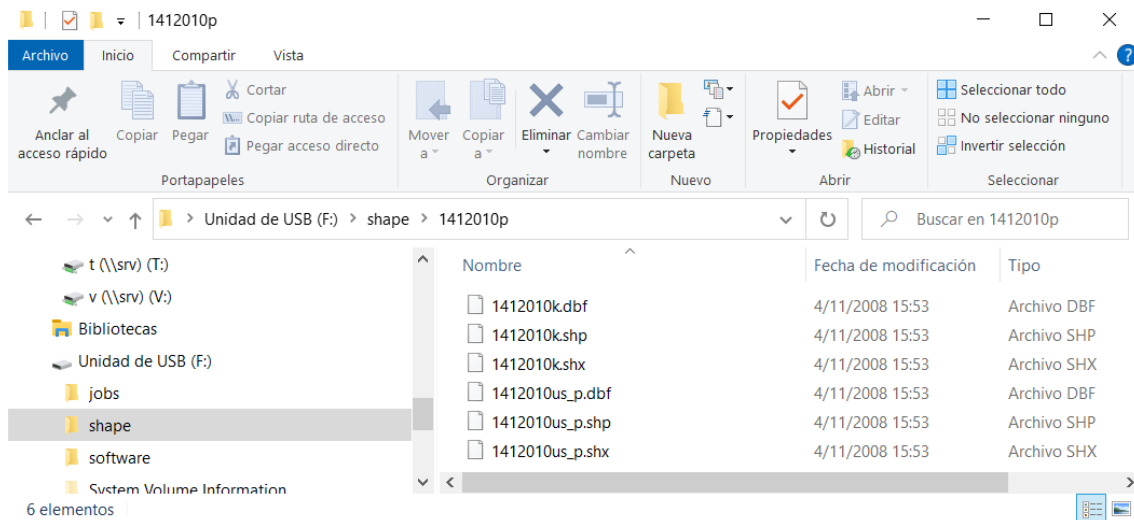 1412010p
Archivo Inicio Compartir Vista
Anclar al acceso rápido
Copiar
Pegar
Cortar
Copiar ruta de acceso
Pegar acceso directo
Portapapeles
Mover a
Copiar a
Eliminar
Cambiar nombre
Organizar
Nueva carpeta
Nuevo
Propiedades
Abrir
Editar
Historial
Abrir
Seleccionar todo
No seleccionar ninguno
Invertir selección
Seleccionar
Unidad de USB (F:) > shape > 1412010p
Buscar en 1412010p
t (\\srv) (T:)
v (\\srv) (V:)
Bibliotecas
Unidad de USB (F:)
jobs
shape
software
System Volume Information
Nombre Fecha de modificación Tipo
1412010k.dbf 4/11/2008 15:53 Archivo DBF
1412010k.shp 4/11/2008 15:53 Archivo SHP
1412010k.shx 4/11/2008 15:53 Archivo SHX
1412010us_p.dbf 4/11/2008 15:53 Archivo DBF
1412010us_p.shp 4/11/2008 15:53 Archivo SHP
1412010us_p.shx 4/11/2008 15:53 Archivo SHX
6 elementos